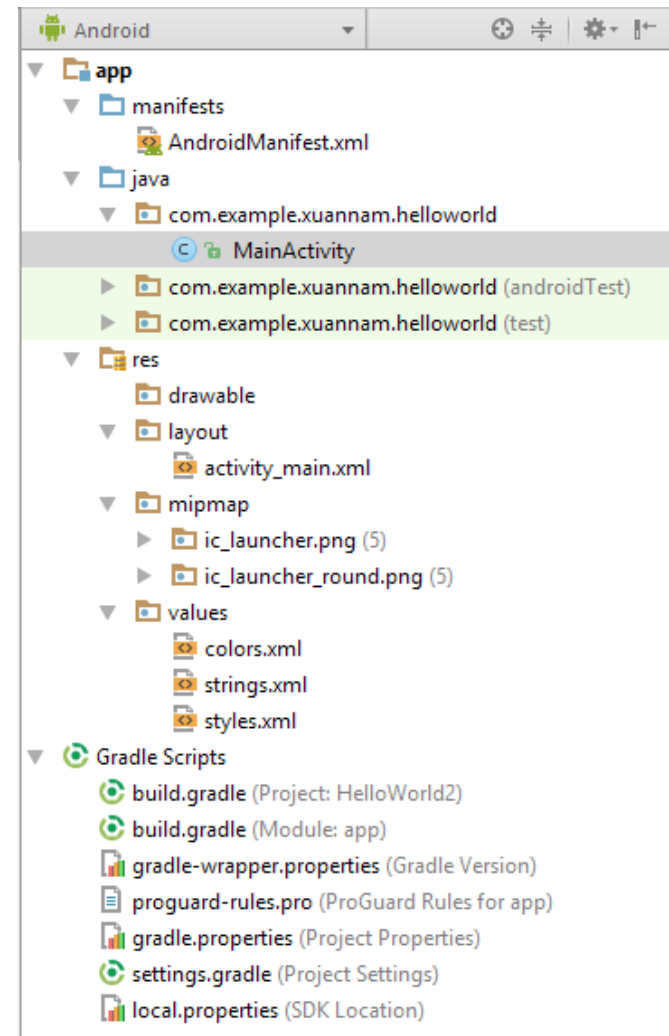 Android
app
manifests
AndroidManifest.xml
java
com.example.xuannam.helloworld
MainActivity
com.example.xuannam.helloworld (androidTest)
com.example.xuannam.helloworld (test)
res
drawable
layout
activity_main.xml
mipmap
ic_launcher.png (5)
ic_launcher_round.png (5)
values
colors.xml
strings.xml
styles.xml
Gradle Scripts
build.gradle (Project: HelloWorld2)
build.gradle (Module: app)
gradle-wrapper.properties (Gradle Version)
proguard-rules.pro (ProGuard Rules for app)
gradle.properties (Project Properties)
settings.gradle (Project Settings)
local.properties (SDK Location)